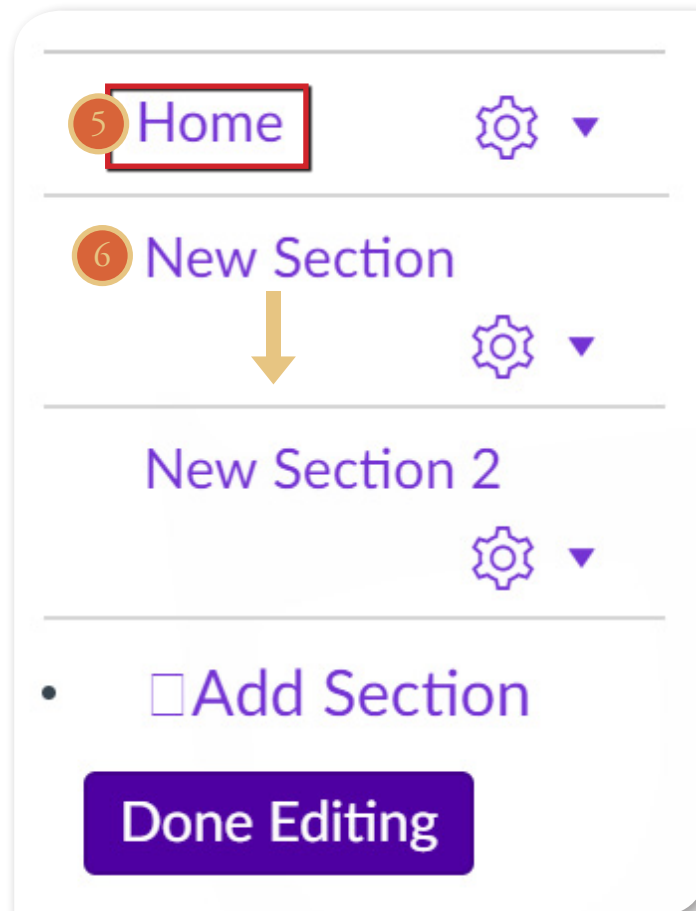 5 Home
6 New Section
New Section 2
Add Section
Done Editing